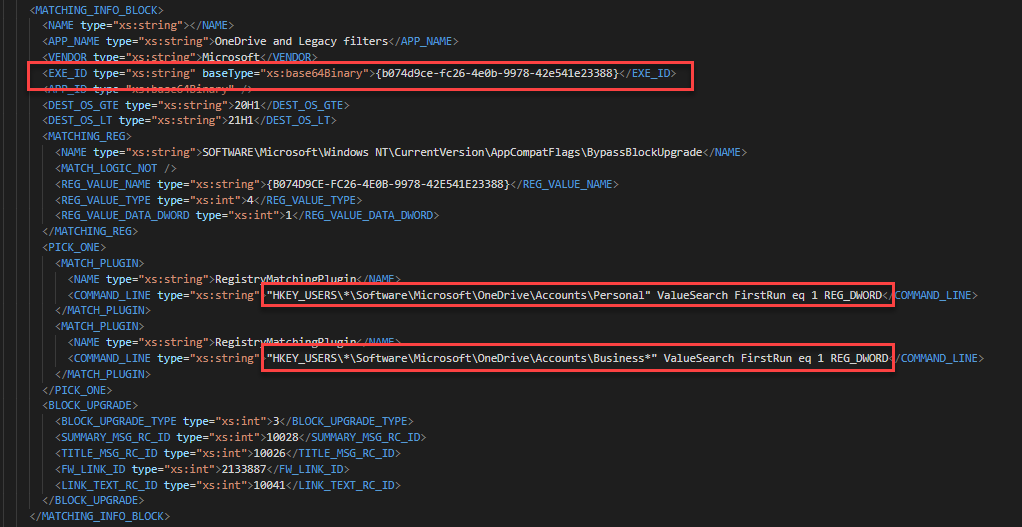 <MATCHING_INFO_BLOCK>
<NAME type="xs:string"></NAME>
<APP_NAME type="xs:string">OneDrive and Legacy filters</APP_NAME>
<VENDOR type="xs:string">Microsoft</VENDOR>
<EXE_ID type="xs:string" baseType="xs:base64Binary">{b074d9ce-fc26-4e0b-9978-42e541e23388}</EXE_ID>
<APP_ID type="xs:base64Binary" />
<DEST_OS_GTE type="xs:string">20H1</DEST_OS_GTE>
<DEST_OS_LT type="xs:string">21H1</DEST_OS_LT>
<MATCHING_REG>
<NAME type="xs:string">SOFTWARE\Microsoft\Windows NT\CurrentVersion\AppCompatFlags\BypassBlockUpgrade</NAME>
<MATCH_LOGIC_NOT />
<REG_VALUE_NAME type="xs:string">{B074D9CE-FC26-4E0B-9978-42E541E23388}</REG_VALUE_NAME>
<REG_VALUE_TYPE type="xs:int">4</REG_VALUE_TYPE>
<REG_VALUE_DATA_DWORD type="xs:int">1</REG_VALUE_DATA_DWORD>
</MATCHING_REG>
<PICK_ONE>
<MATCH_PLUGIN>
<NAME type="xs:string">RegistryMatchingPlugin</NAME>
<COMMAND_LINE type="xs:string">"HKEY_USERS\*\Software\Microsoft\OneDrive\Accounts\Personal" ValueSearch FirstRun eq 1 REG_DWORD</COMMAND_LINE>
</MATCH_PLUGIN>
<MATCH_PLUGIN>
<NAME type="xs:string">RegistryMatchingPlugin</NAME>
<COMMAND_LINE type="xs:string">"HKEY_USERS\*\Software\Microsoft\OneDrive\Accounts\Business*" ValueSearch FirstRun eq 1 REG_DWORD</COMMAND_LINE>
</MATCH_PLUGIN>
</PICK_ONE>
<BLOCK_UPGRADE>
<BLOCK_UPGRADE_TYPE type="xs:int">3</BLOCK_UPGRADE_TYPE>
<SUMMARY_MSG_RC_ID type="xs:int">10028</SUMMARY_MSG_RC_ID>
<TITLE_MSG_RC_ID type="xs:int">10026</TITLE_MSG_RC_ID>
<FW_LINK_ID type="xs:int">2133887</FW_LINK_ID>
<LINK_TEXT_RC_ID type="xs:int">10041</LINK_TEXT_RC_ID>
</BLOCK_UPGRADE>
</MATCHING_INFO_BLOCK>